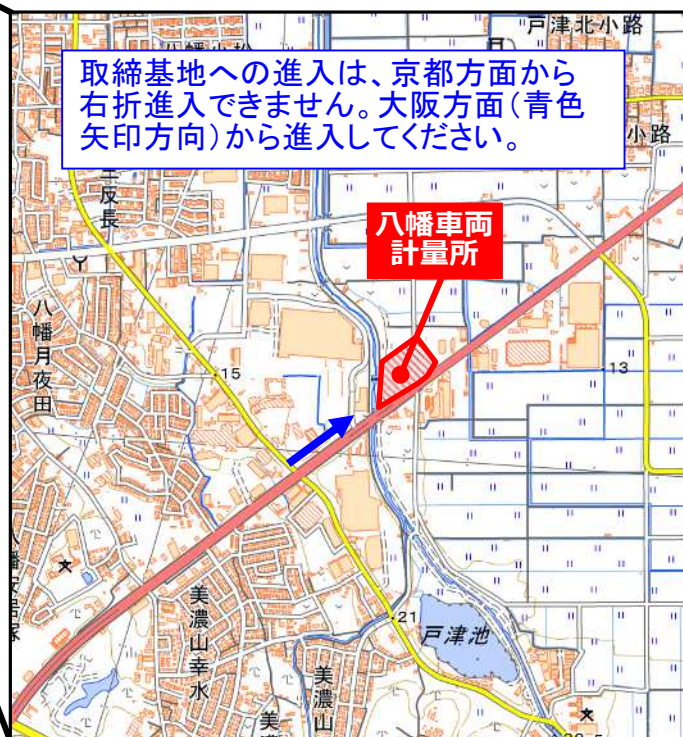 戸津北小路
取締基地への進入は、京都方面から
右折進入できません。大阪方面(青色
矢印方向)から進入してください。
小路
三反長
八幡車両
計量所
八幡月夜田
15
13
美濃山幸水
21
戸津池
美濃山